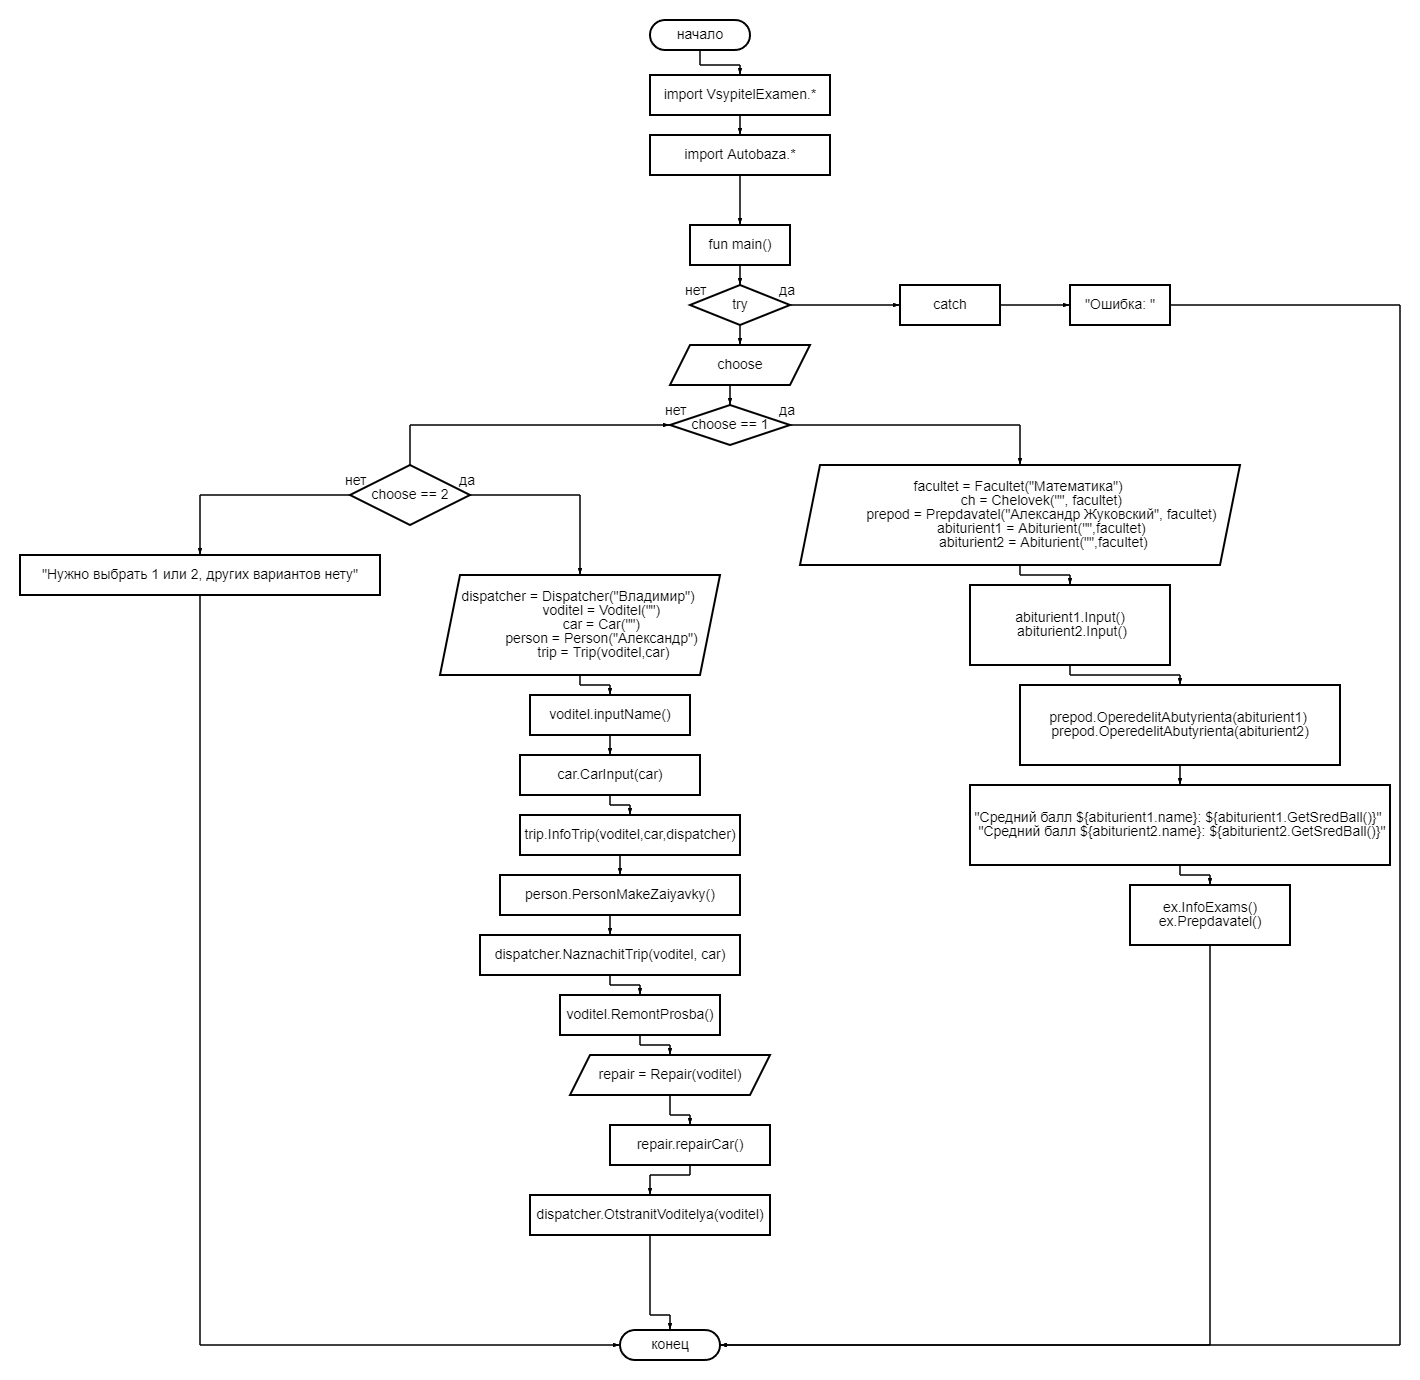 начало
import VsypitelExamen.*
import Autobaza.*
fun main()
нет
да
try
catch
"Ошибка: "
choose
нет
да
choose == 1
нет
да
choose == 2
facultet = Facultet("Математика")
ch = Chelovek("", facultet)
prepod = Prepdavatel("Александр Жуковский", facultet)
abiturient1 = Abiturient("",facultet)
abiturient2 = Abiturient("",facultet)
"Нужно выбрать 1 или 2, других вариантов нету"
dispatcher = Dispatcher("Владимир")
voditel = Voditel("")
car = Car("")
person = Person("Александр")
trip = Trip(voditel,car)
abiturient1.Input()
abiturient2.Input()
voditel.inputName()
prepod.OperedelitAbutyrienta(abiturient1)
prepod.OperedelitAbutyrienta(abiturient2)
car.CarInput(car)
trip.InfoTrip(voditel,car,dispatcher)
"Средний балл ${abiturient1.name}: ${abiturient1.GetSredBall()}"
"Средний балл ${abiturient2.name}: ${abiturient2.GetSredBall()}"
person.PersonMakeZaiyavky()
ex.InfoExams()
ex.Prepdavatel()
dispatcher.NaznachitTrip(voditel, car)
voditel.RemontProsba()
repair = Repair(voditel)
repair.repairCar()
dispatcher.OtstranitVoditelya(voditel)
конец